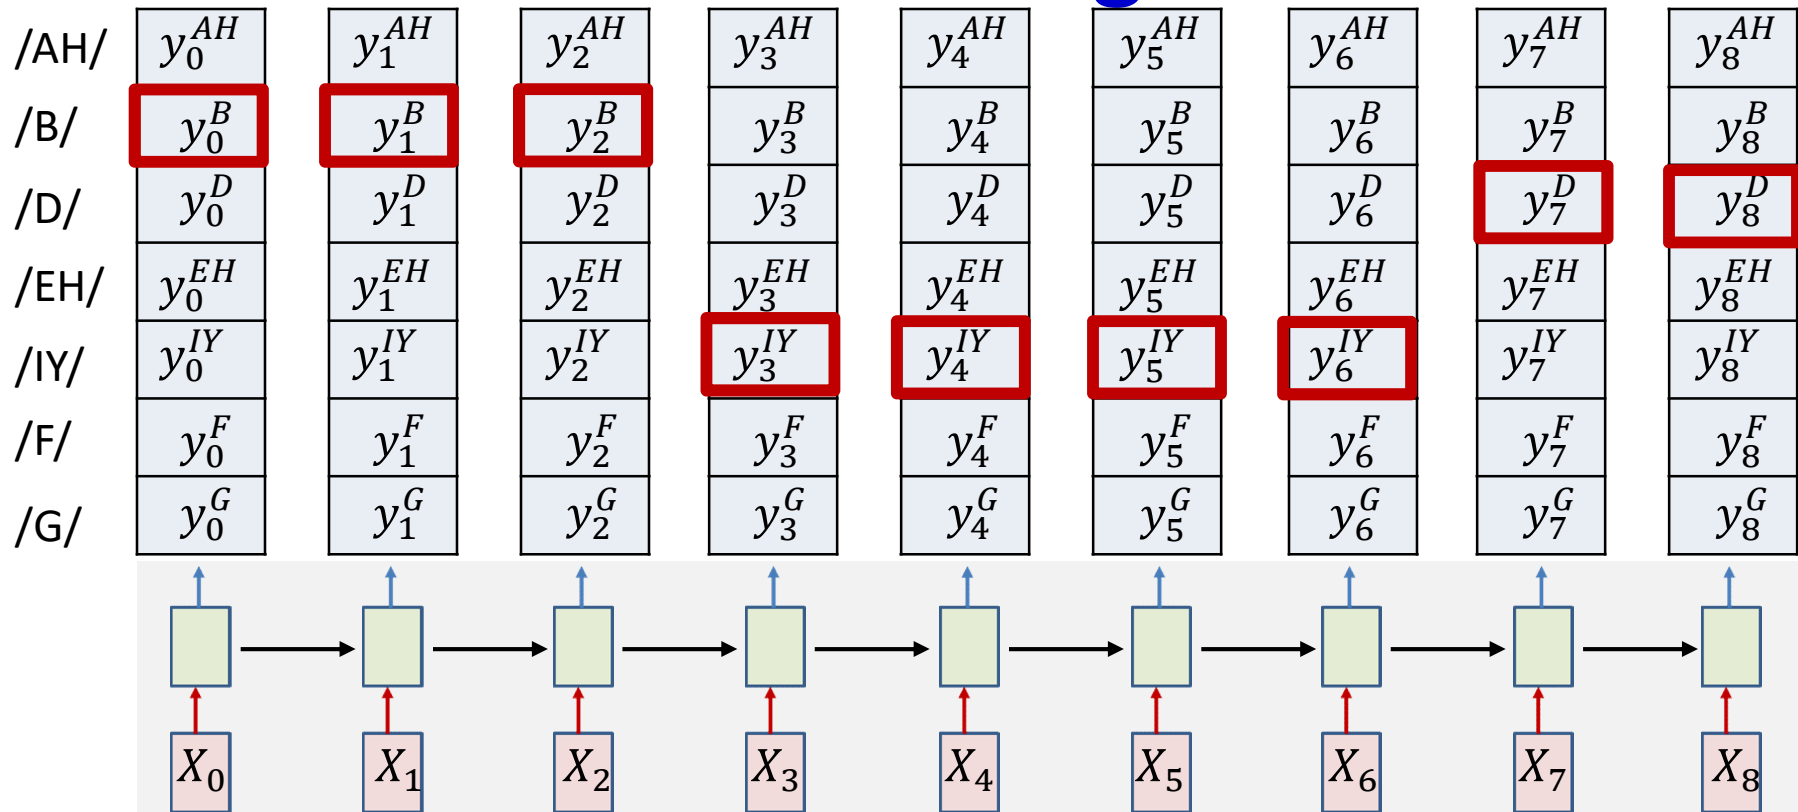 /AH/ y_0^{AH} y_1^{AH} y_2^{AH} y_3^{AH} y_4^{AH} y_5^{AH} y_6^{AH} y_7^{AH} y_8^{AH}
/B/ y_0^B y_1^B y_2^B y_3^B y_4^B y_5^B y_6^B y_7^B y_8^B
/D/ y_0^D y_1^D y_2^D y_3^D y_4^D y_5^D y_6^D y_7^D y_8^D
/EH/ y_0^{EH} y_1^{EH} y_2^{EH} y_3^{EH} y_4^{EH} y_5^{EH} y_6^{EH} y_7^{EH} y_8^{EH}
/IY/ y_0^{IY} y_1^{IY} y_2^{IY} y_3^{IY} y_4^{IY} y_5^{IY} y_6^{IY} y_7^{IY} y_8^{IY}
/F/ y_0^F y_1^F y_2^F y_3^F y_4^F y_5^F y_6^F y_7^F y_8^F
/G/ y_0^G y_1^G y_2^G y_3^G y_4^G y_5^G y_6^G y_7^G y_8^G
X_0 X_1 X_2 X_3 X_4 X_5 X_6 X_7 X_8